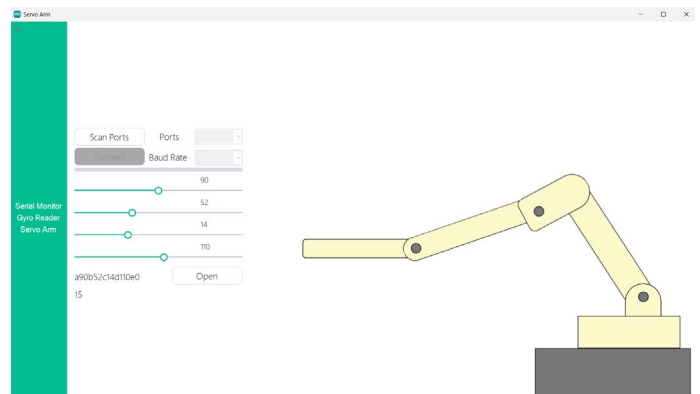 Servo Arm
Scan Ports Ports
Connect Baud Rate
90
52
Serial Monitor
Gyro Reader
14
Servo Arm
110
a90b52c14d110e0 Open
15